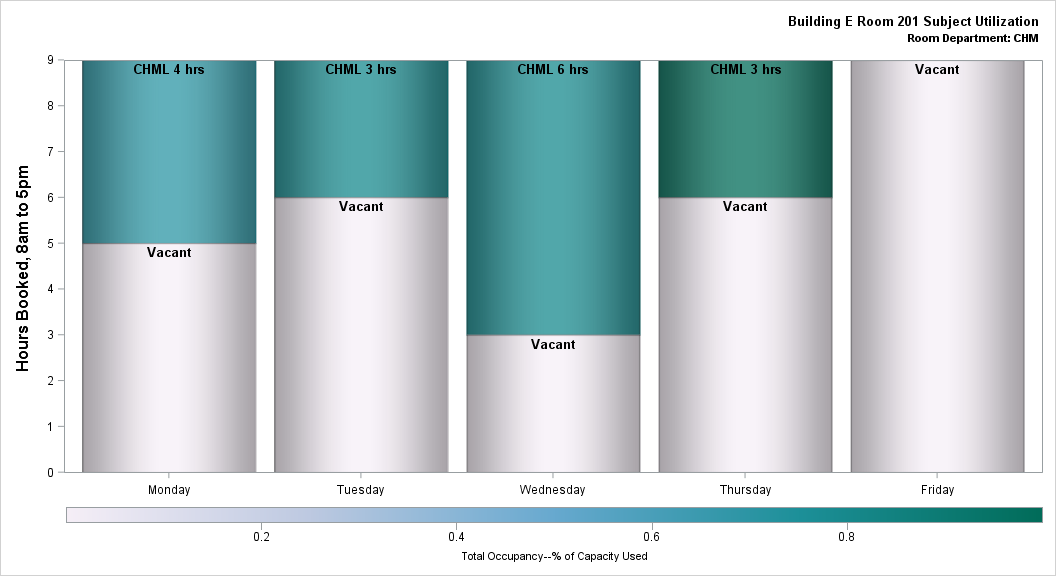 Building E Room 201 Subject Utilization
Room Department: CHM
Hours Booked, 8am to 5pm
9
8
7
6
5
4
3
2
1
0
CHML 4 hrs
CHML 3 hrs
CHML 6 hrs
CHML 3 hrs
Vacant
Vacant
Vacant
Vacant
Vacant
Monday
Tuesday
Wednesday
Thursday
Friday
0.2
0.4
0.6
0.8
Total Occupancy--% of Capacity Used